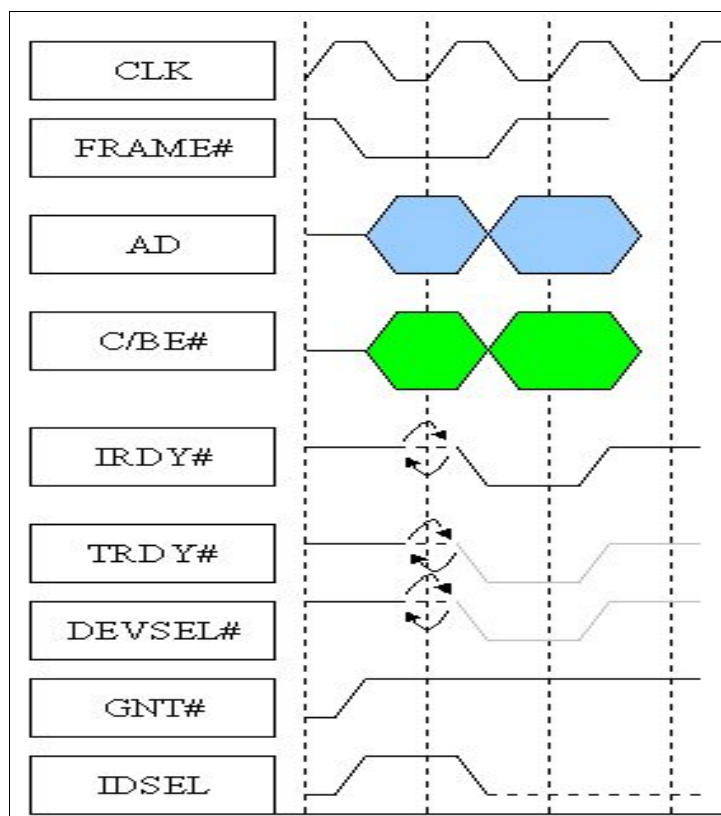 CLK
FRAME#
AD
C/BE#
IRDY#
TRDY#
DEVSEL#
GNT#
IDSEL